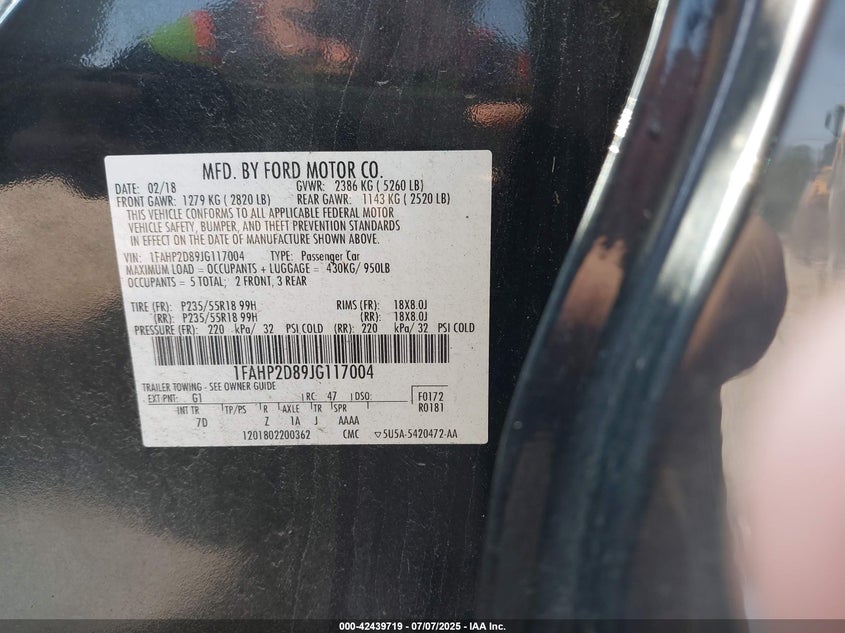 MFD. BY FORD MOTOR CO.
DATE: 02/18 GVWR: 2386 KG ( 5260 LB)
FRONT GAWR: 1279 KG ( 2820 LB) REAR GAWR: 1143 KG ( 2520 LB)
THIS VEHICLE CONFORMS TO ALL APPLICABLE FEDERAL MOTOR
VEHICLE SAFETY, BUMPER, AND THEFT PREVENTION STANDARDS
IN EFFECT ON THE DATE OF MANUFACTURE SHOWN ABOVE.
VIN: 1FAHP2D89JG117004 TYPE: Passenger Car
MAXIMUM LOAD = OCCUPANTS + LUGGAGE = 430KG/ 950LB
OCCUPANTS = 5 TOTAL; 2 FRONT, 3 REAR
TIRE (FR): P235/55R18 99H RIMS (FR): 18X8.0J
(RR): P235/55R18 99H (RR): 18X8.0J
PRESSURE (FR): 220 kPa/ 32 PSI COLD (RR): 220 kPa/ 32 PSI COLD
1FAHP2D89JG117004
TRAILER TOWING - SEE OWNER GUIDE
EXT PNT: G1 RC: 47 DSO: F0172
INT TR TP/PS R AXLE TR SPR R0181
7D Z 1A J AAAA
1201802200362 CMC ▽5U5A-5420472-AA
000-42439719 / 07/07/2025 - IAA Inc.